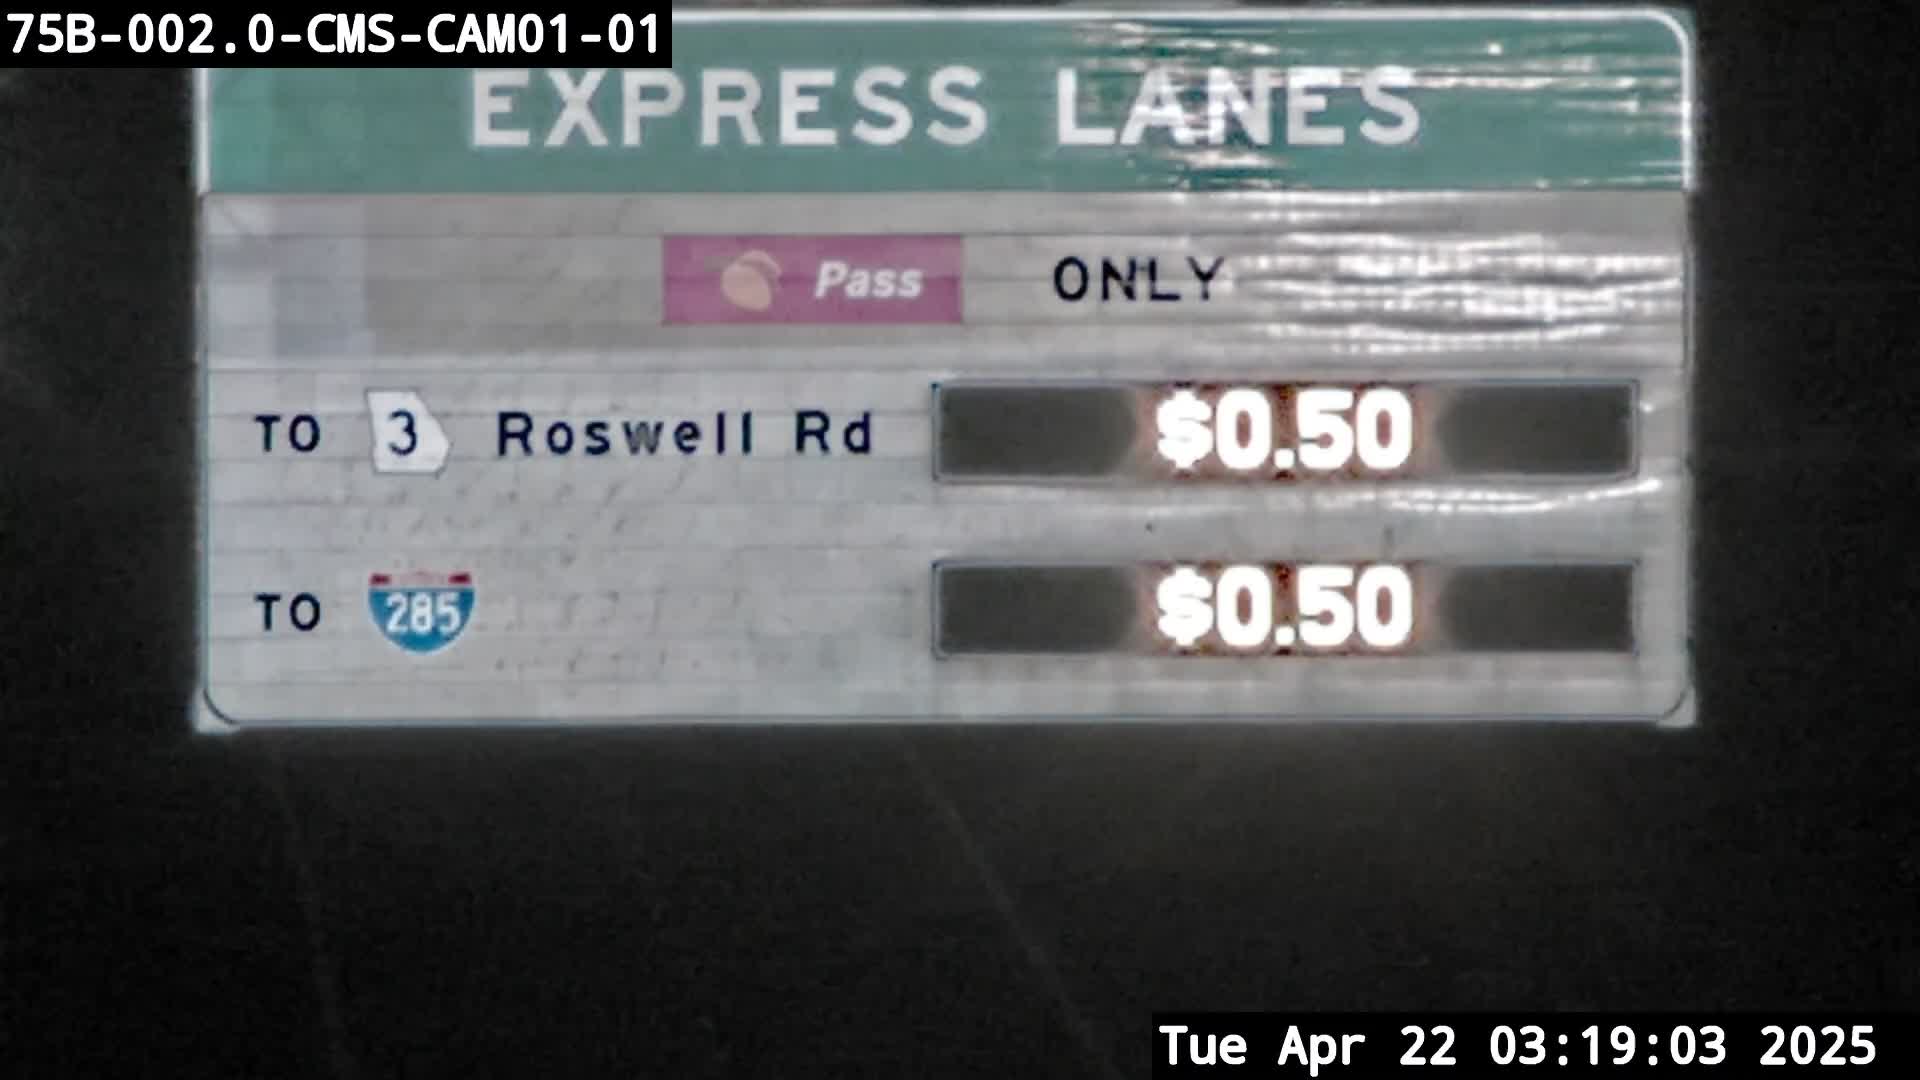 75B-002.0-CMS-CAM01-01
EXPRESS LANES
Pass ONLY
TO 3 Roswell Rd $0.50
TO 285 $0.50
Tue Apr 22 03:19:03 2025